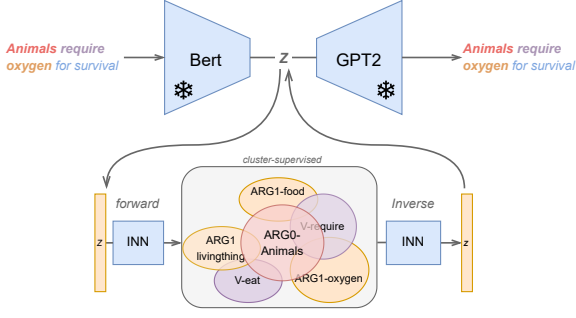 Animals require
oxygen for survival
Bert
z
GPT2
Animals require
oxygen for survival
cluster-supervised
forward
Inverse
z
INN
ARG1-food
V-require
ARG0-
Animals
ARG1
livingthing
V-eat
ARG1-oxygen
INN
z